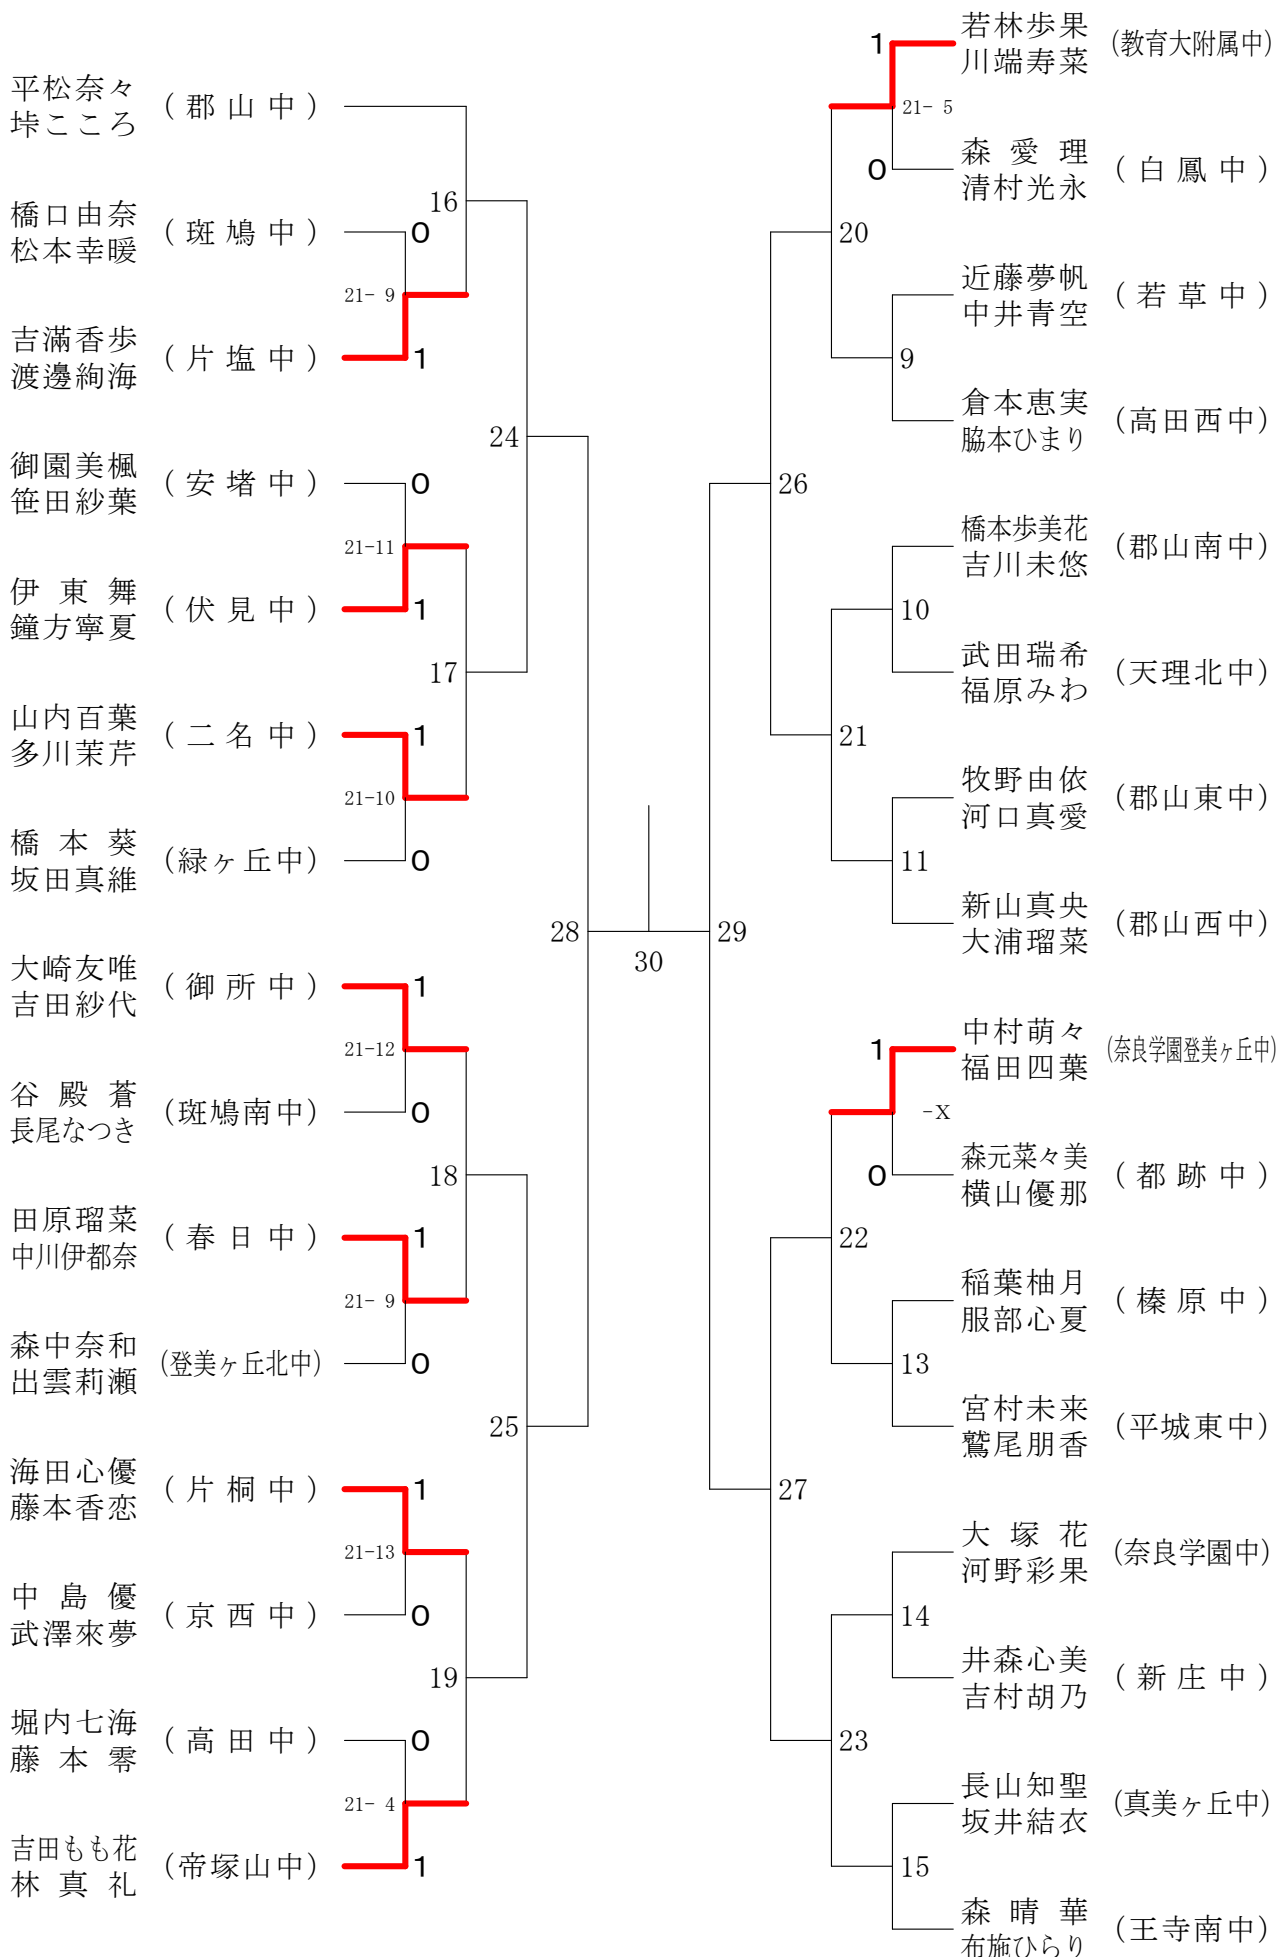 平松奈々
垰こころ
(郡山中)
16
橋口由奈
松本幸暖
(斑鳩中)
0
21- 9
吉滿香歩
渡邊絢海
(片塩中)
1
24
御園美楓
笹田紗葉
(安堵中)
0
21-11
伊東舞
鐘方寧夏
(伏見中)
1
17
山内百葉
多川茉芹
(二名中)
1
21-10
橋本葵
坂田真維
(緑ヶ丘中)
0
28
大崎友唯
吉田紗代
(御所中)
1
21-12
谷殿蒼
長尾なつき
(斑鳩南中)
0
18
田原瑠菜
中川伊都奈
(春日中)
1
21- 9
森中奈和
出雲莉瀬
(登美ヶ丘北中)
0
25
海田心優
藤本香恋
(片桐中)
1
21-13
中島優
武澤來夢
(京西中)
0
19
堀内七海
藤本零
(高田中)
0
21- 4
吉田もも花
林真礼
(帝塚山中)
1
30
1
若林歩果
川端寿菜
(教育大附属中)
21- 5
0
森愛理
清村光永
(白鳳中)
20
近藤夢帆
中井青空
(若草中)
9
倉本恵実
脇本ひまり
(高田西中)
26
橋本歩美花
吉川未悠
(郡山南中)
10
武田瑞希
福原みわ
(天理北中)
21
牧野由依
河口真愛
(郡山東中)
11
新山真央
大浦瑠菜
(郡山西中)
29
1
中村萌々
福田四葉
(奈良学園登美ヶ丘中)
-X
0
森元菜々美
横山優那
(都跡中)
22
稲葉柚月
服部心夏
(榛原中)
13
宮村未来
鷲尾朋香
(平城東中)
27
大塚花
河野彩果
(奈良学園中)
14
井森心美
吉村胡乃
(新庄中)
23
長山知聖
坂井結衣
(真美ヶ丘中)
15
森晴華
布施ひらり
(王寺南中)